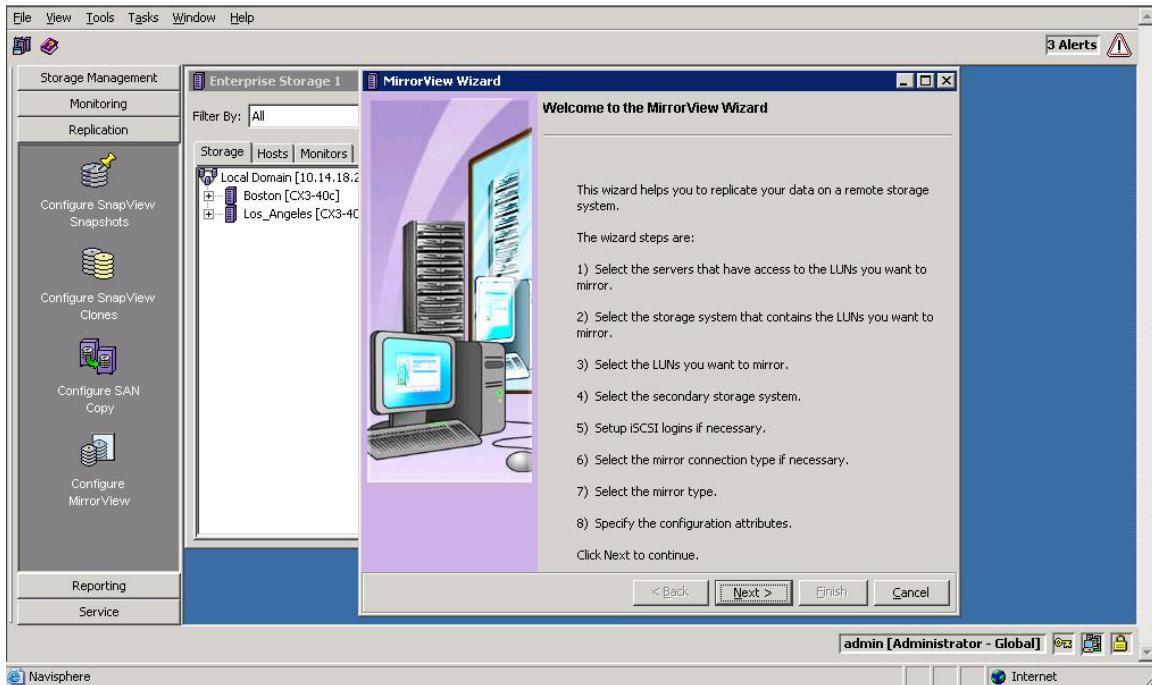 File View Tools Tasks Window Help
3 Alerts
Storage Management
Monitoring
Replication
Configure SnapView
Snapshots
Configure SnapView
Clones
Configure SAN
Copy
Configure
MirrorView
Reporting
Service
Enterprise Storage 1
Filter By: All
Storage Hosts Monitors
Local Domain [10.14.18.2
Boston [CX3-40c]
Los_Angeles [CX3-40
MirrorView Wizard
Welcome to the MirrorView Wizard
This wizard helps you to replicate your data on a remote storage
system.
The wizard steps are:
1) Select the servers that have access to the LUNs you want to
mirror.
2) Select the storage system that contains the LUNs you want to
mirror.
3) Select the LUNs you want to mirror.
4) Select the secondary storage system.
5) Setup iSCSI logins if necessary.
6) Select the mirror connection type if necessary.
7) Select the mirror type.
8) Specify the configuration attributes.
Click Next to continue.
< Back Next > Finish Cancel
admin [Administrator - Global]
Navisphere
Internet